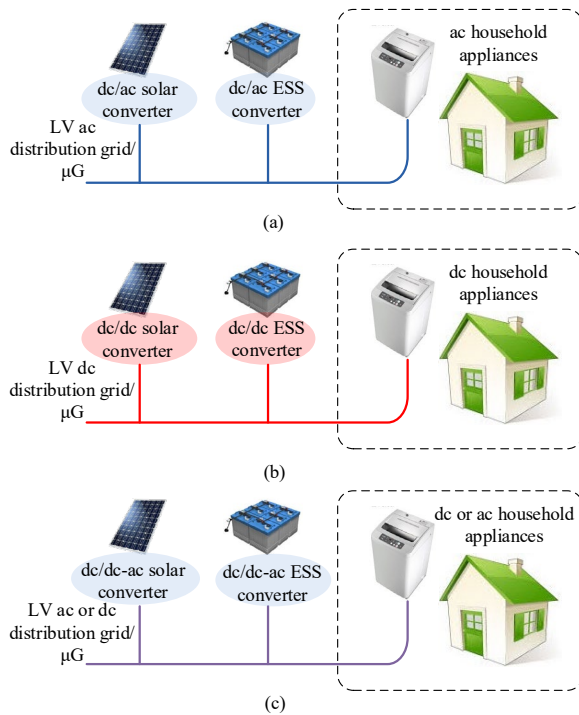 dc/ac solar
converter
dc/ac ESS
converter
ac household
appliances
LV ac
distribution grid/
μG
(a)
dc/dc solar
converter
dc/dc ESS
converter
dc household
appliances
LV dc
distribution grid/
μG
(b)
dc/dc-ac solar
converter
dc/dc-ac ESS
converter
dc or ac household
appliances
LV ac or dc
distribution grid/
μG
(c)